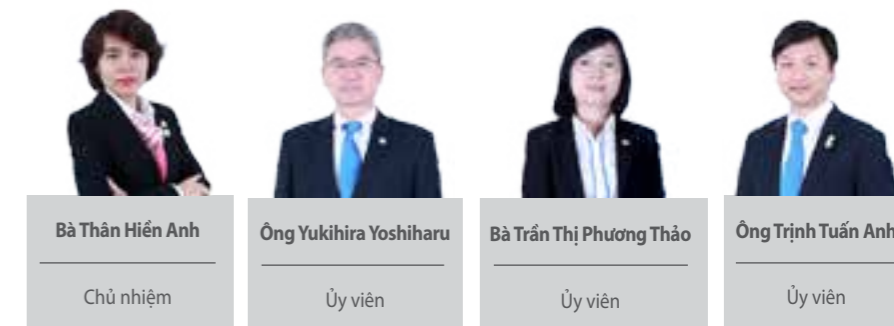 Bà Thân Hiền Anh
Chủ nhiệm
Ông Yukihira Yoshiharu
Ủy viên
Bà Trần Thị Phương Thảo
Ủy viên
Ông Trịnh Tuấn Anh
Ủy viên